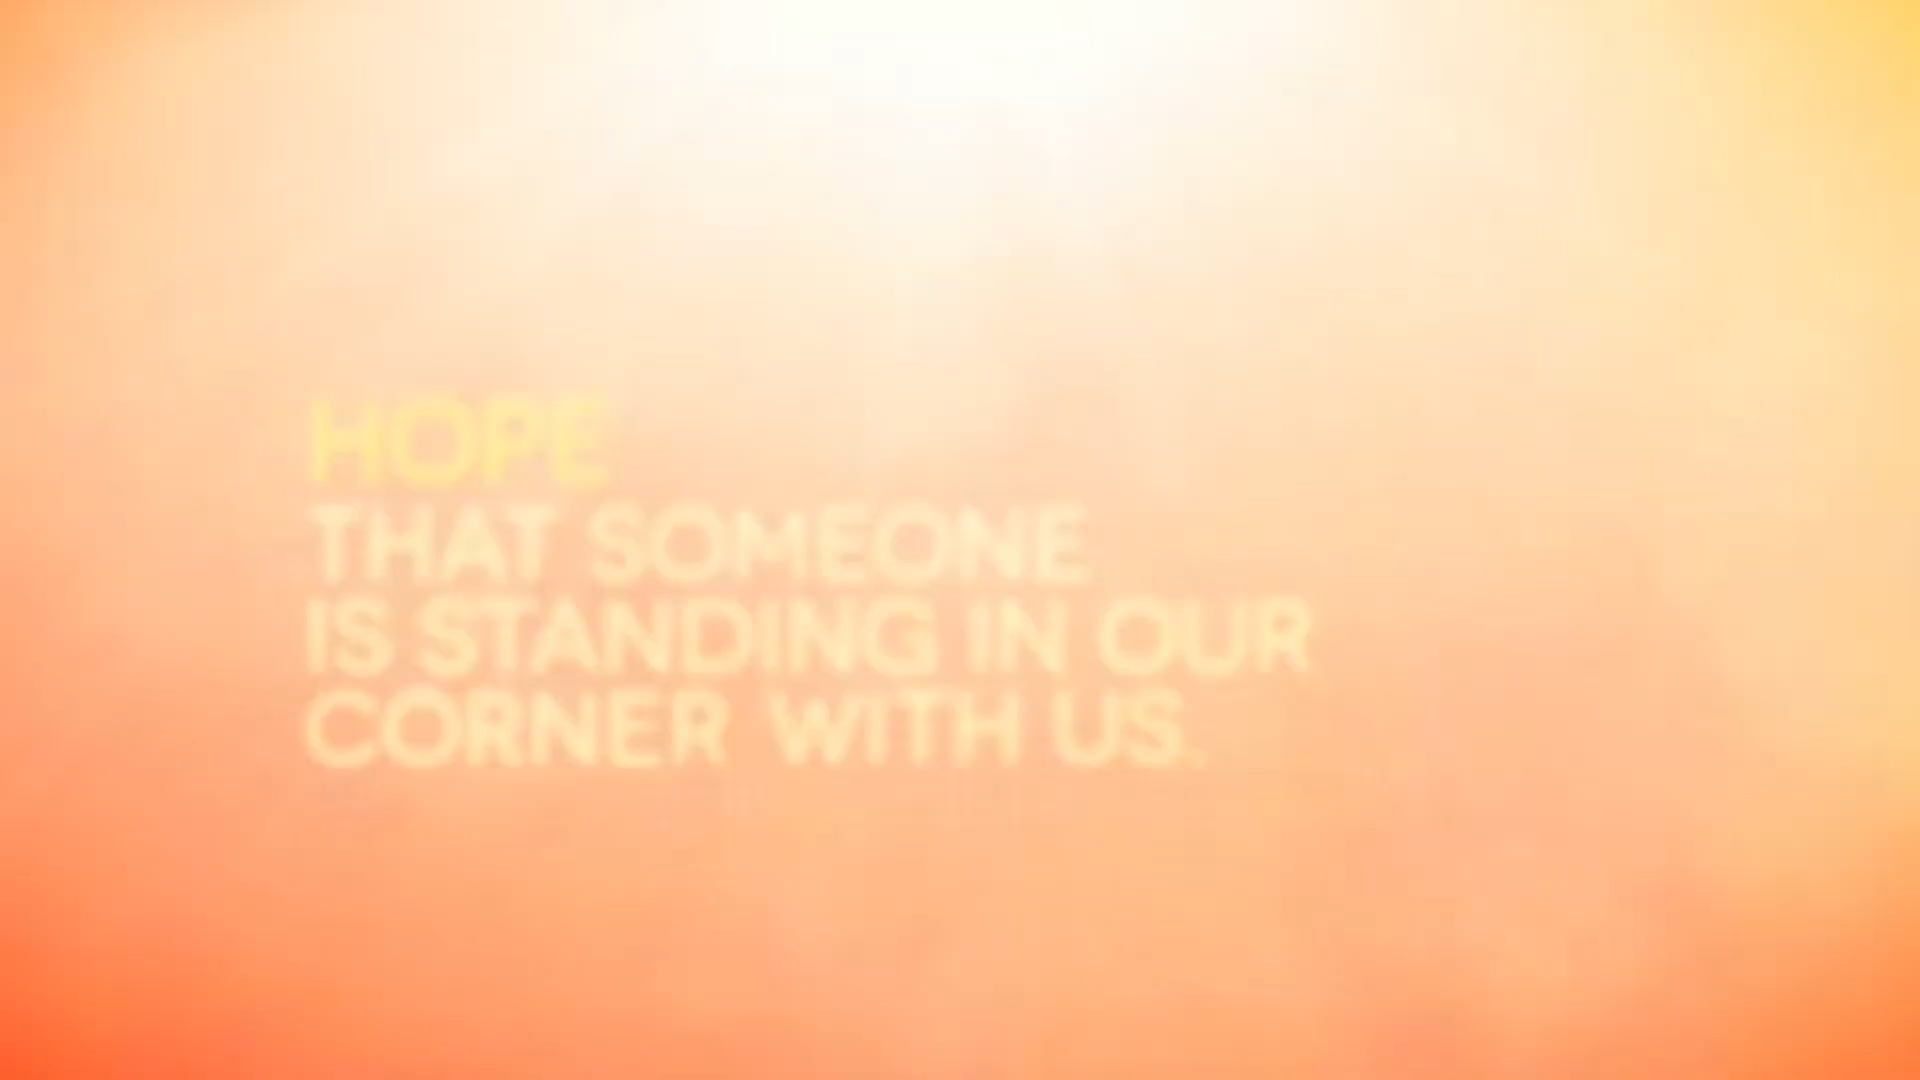 HOPE
THAT SOMEONE
IS STANDING IN OUR
CORNER WITH US.